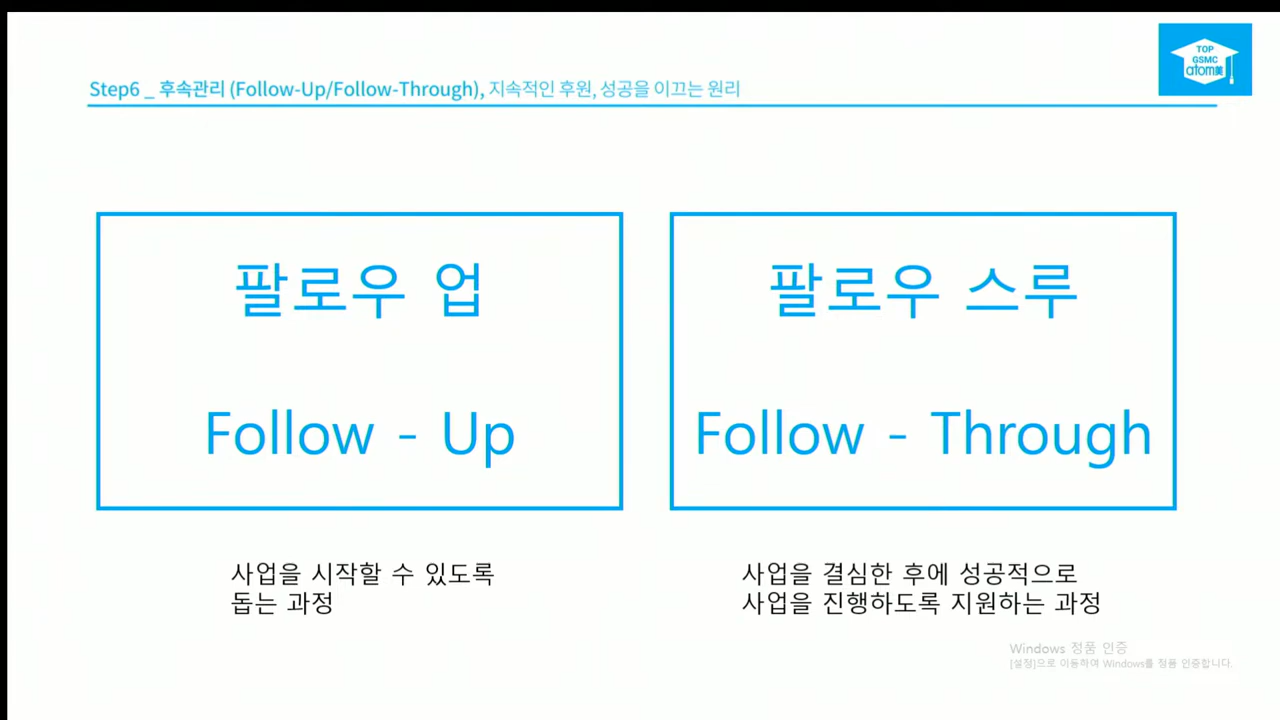 TOP
GSMC
atom美
Step6 _ 후속관리 (Follow-Up/Follow-Through), 지속적인 후원, 성공을 이끄는 원리
팔로우 업
Follow - Up
팔로우 스루
Follow - Through
사업을 시작할 수 있도록
돕는 과정
사업을 결심한 후에 성공적으로
사업을 진행하도록 지원하는 과정
Windows 정품 인증
[설정]으로 이동하여 Windows를 정품 인증합니다.